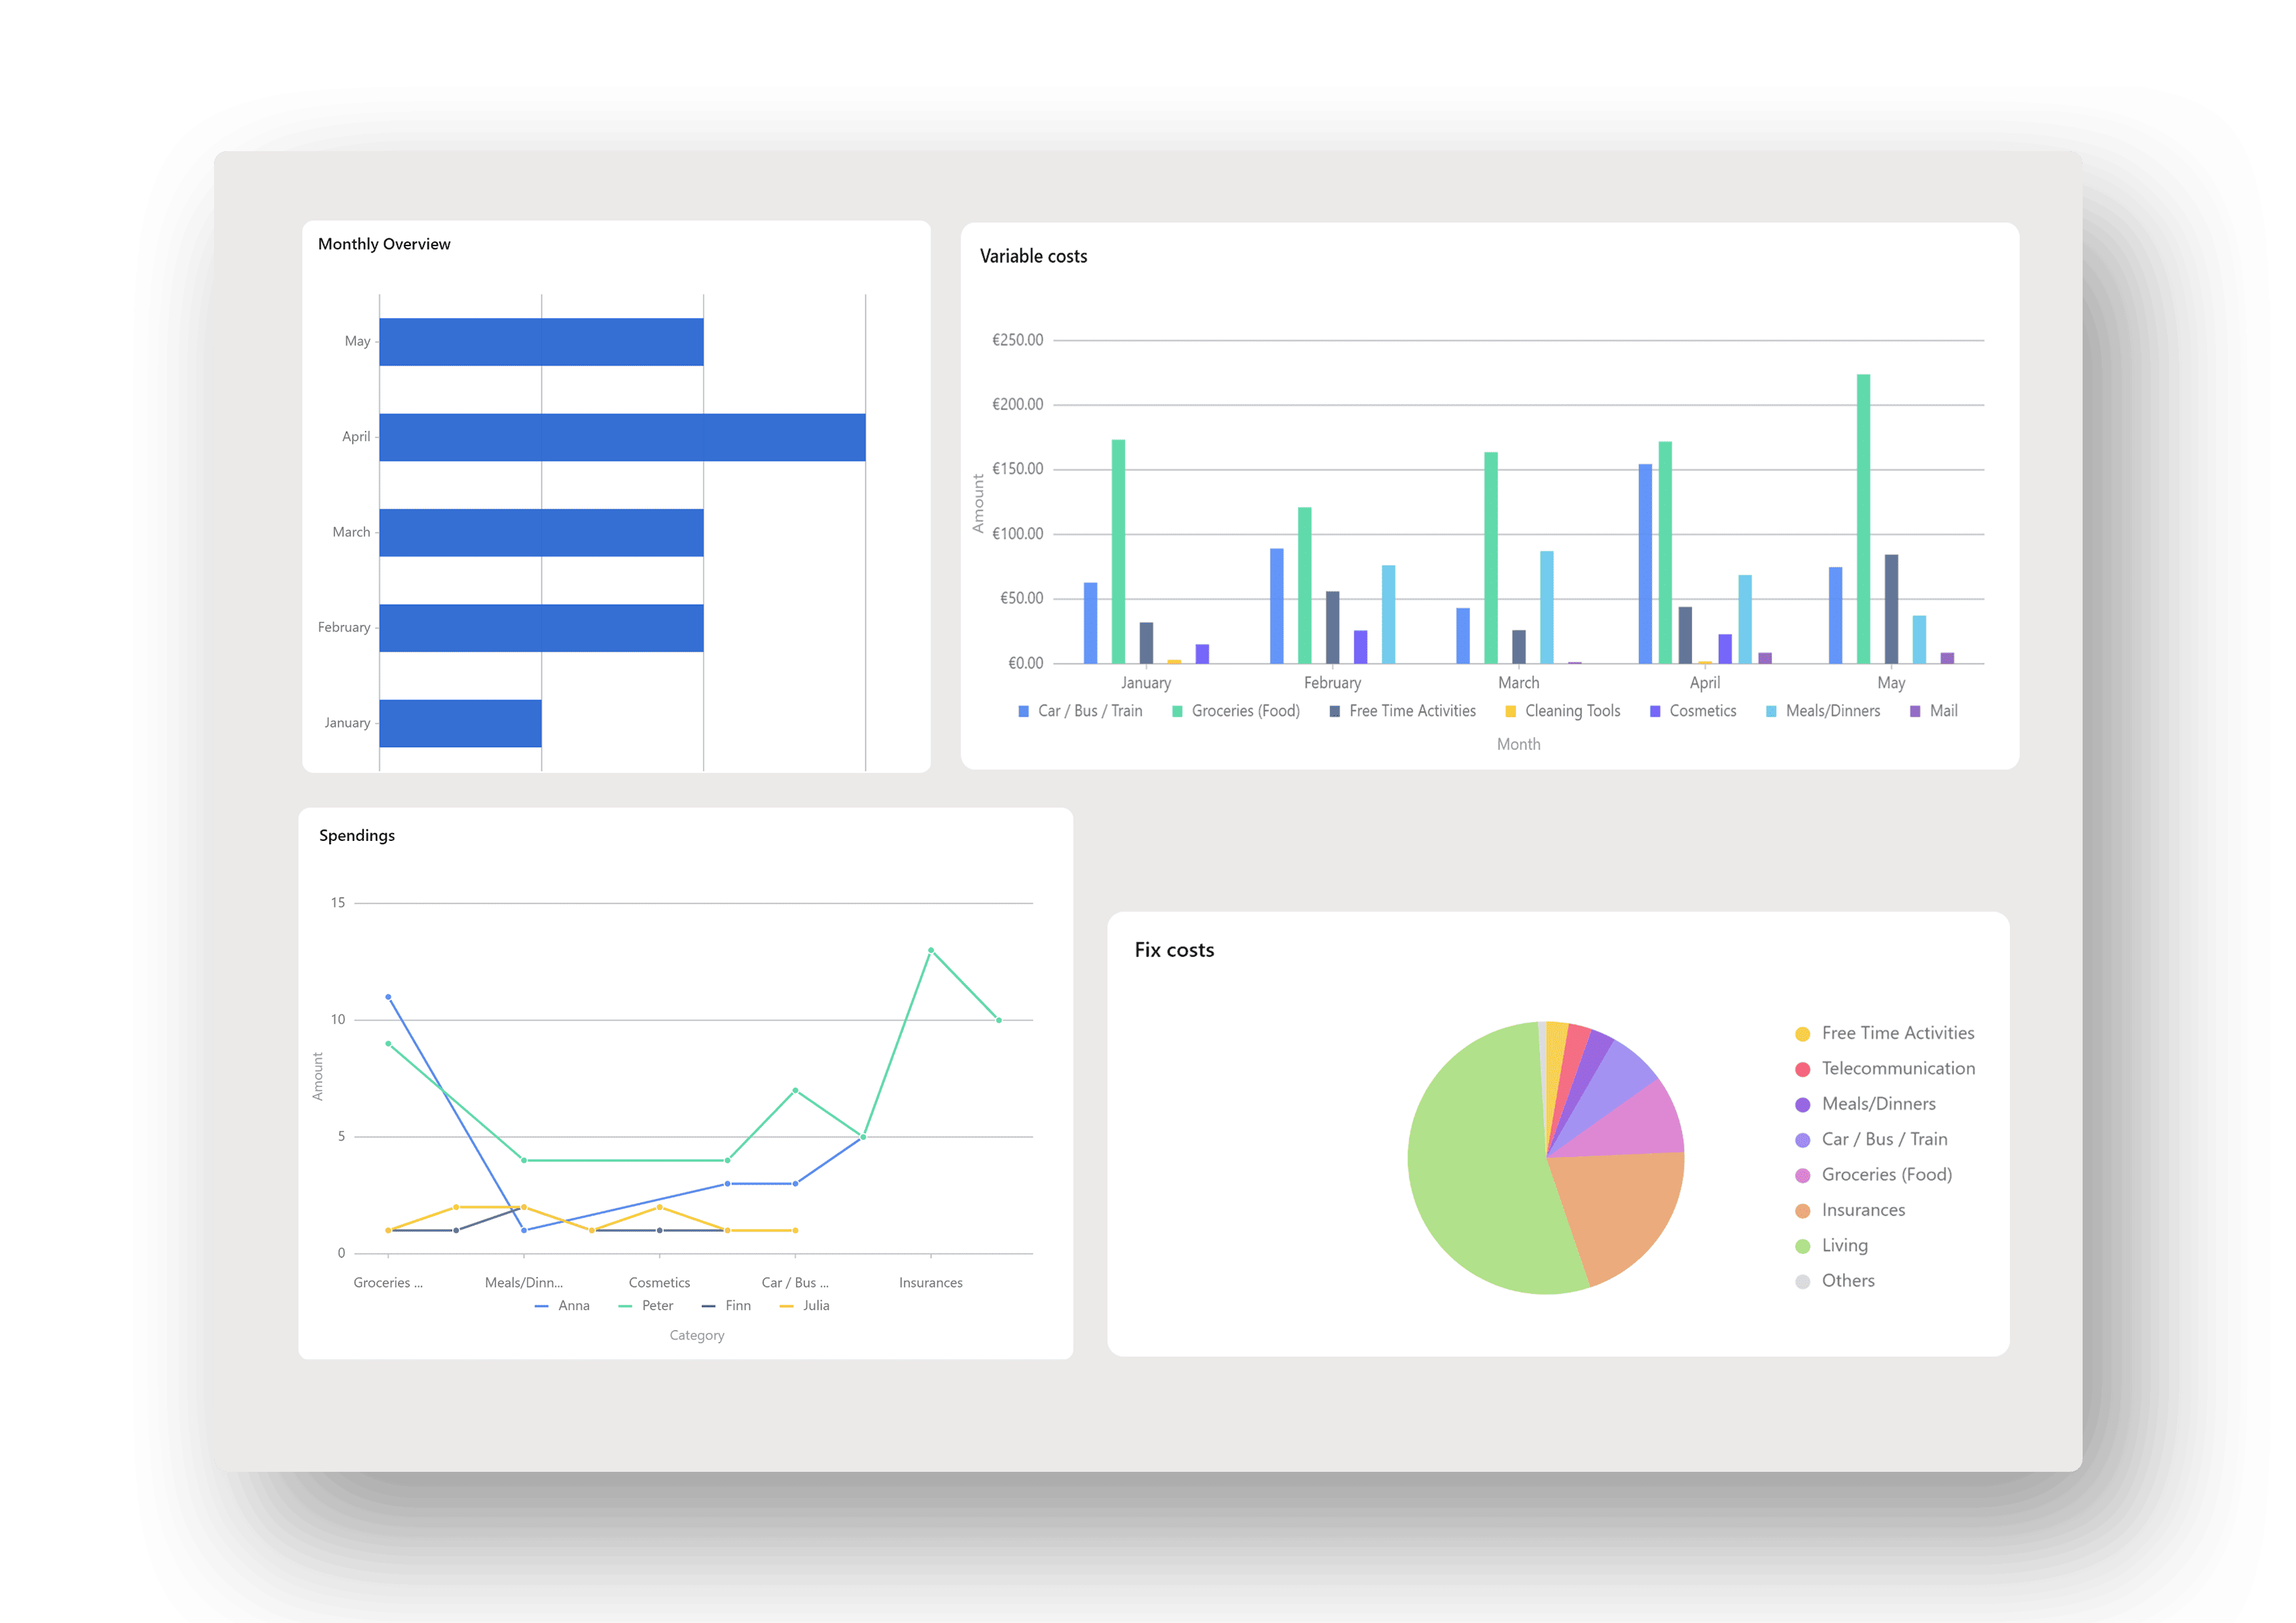 Monthly Overview
May
April
March
February
January
Variable costs
€250.00
€200.00
€150.00
€100.00
€50.00
€0.00
Amount
January February March April May
Car / Bus / Train Groceries (Food) Free Time Activities Cleaning Tools Cosmetics Meals/Dinners Mail
Month
Spendings
15
10
5
0
Amount
Groceries ... Meals/Dinn... Cosmetics Car / Bus ... Insurances
Anna Peter Finn Julia
Category
Fix costs
Free Time Activities
Telecommunication
Meals/Dinners
Car / Bus / Train
Groceries (Food)
Insurances
Living
Others